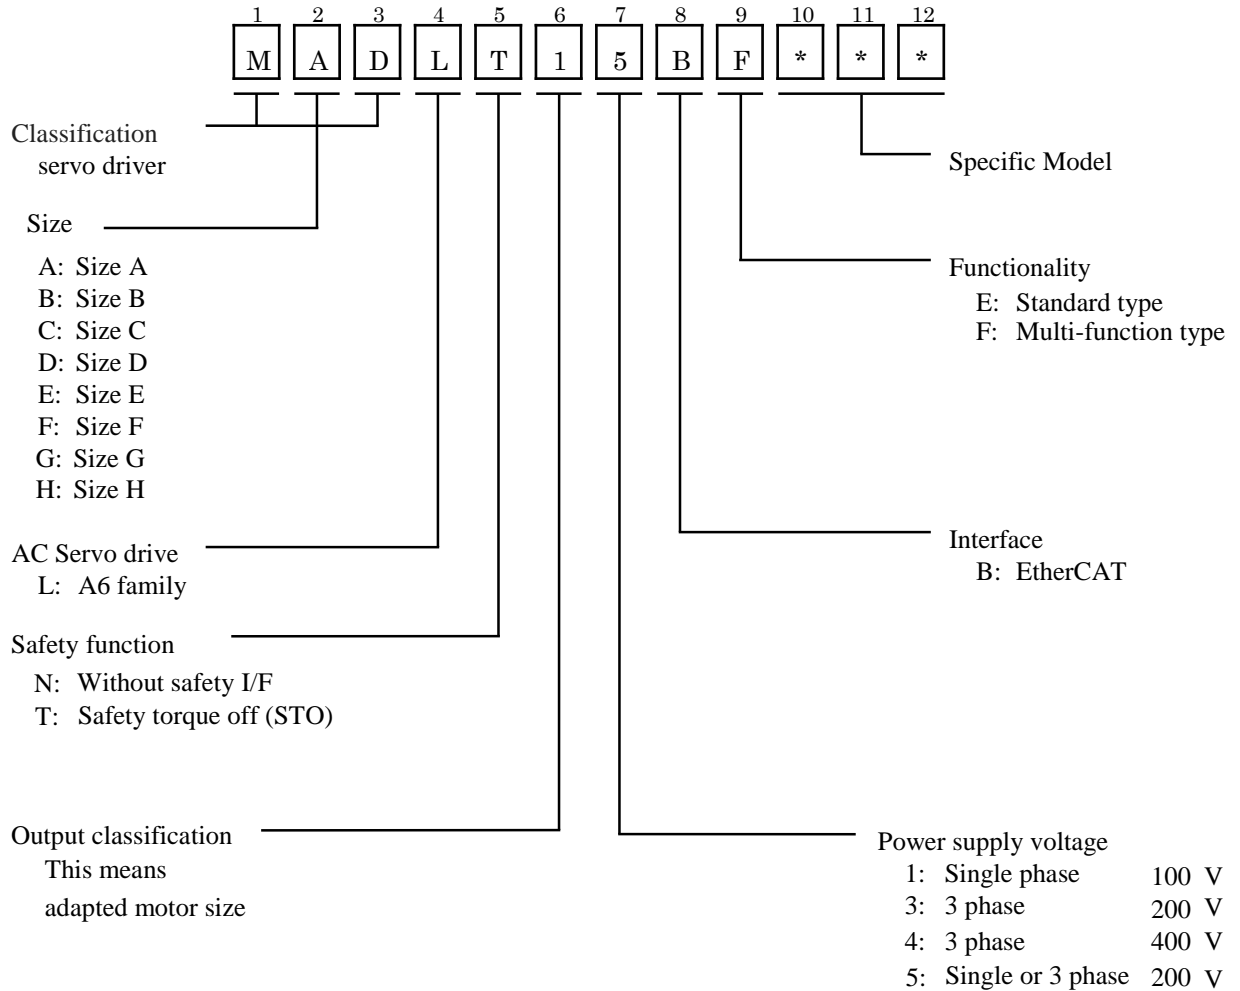 1 2 3 4 5 6 7 8 9 10 11 12
M A D L T 1 5 B F * * *
Classification
servo driver
Specific Model
Size
A: Size A
B: Size B
C: Size C
D: Size D
E: Size E
F: Size F
G: Size G
H: Size H
Functionality
E: Standard type
F: Multi-function type
AC Servo drive
L: A6 family
Interface
B: EtherCAT
Safety function
N: Without safety I/F
T: Safety torque off (STO)
Output classification
This means
adapted motor size
Power supply voltage
1: Single phase 100 V
3: 3 phase 200 V
4: 3 phase 400 V
5: Single or 3 phase 200 V